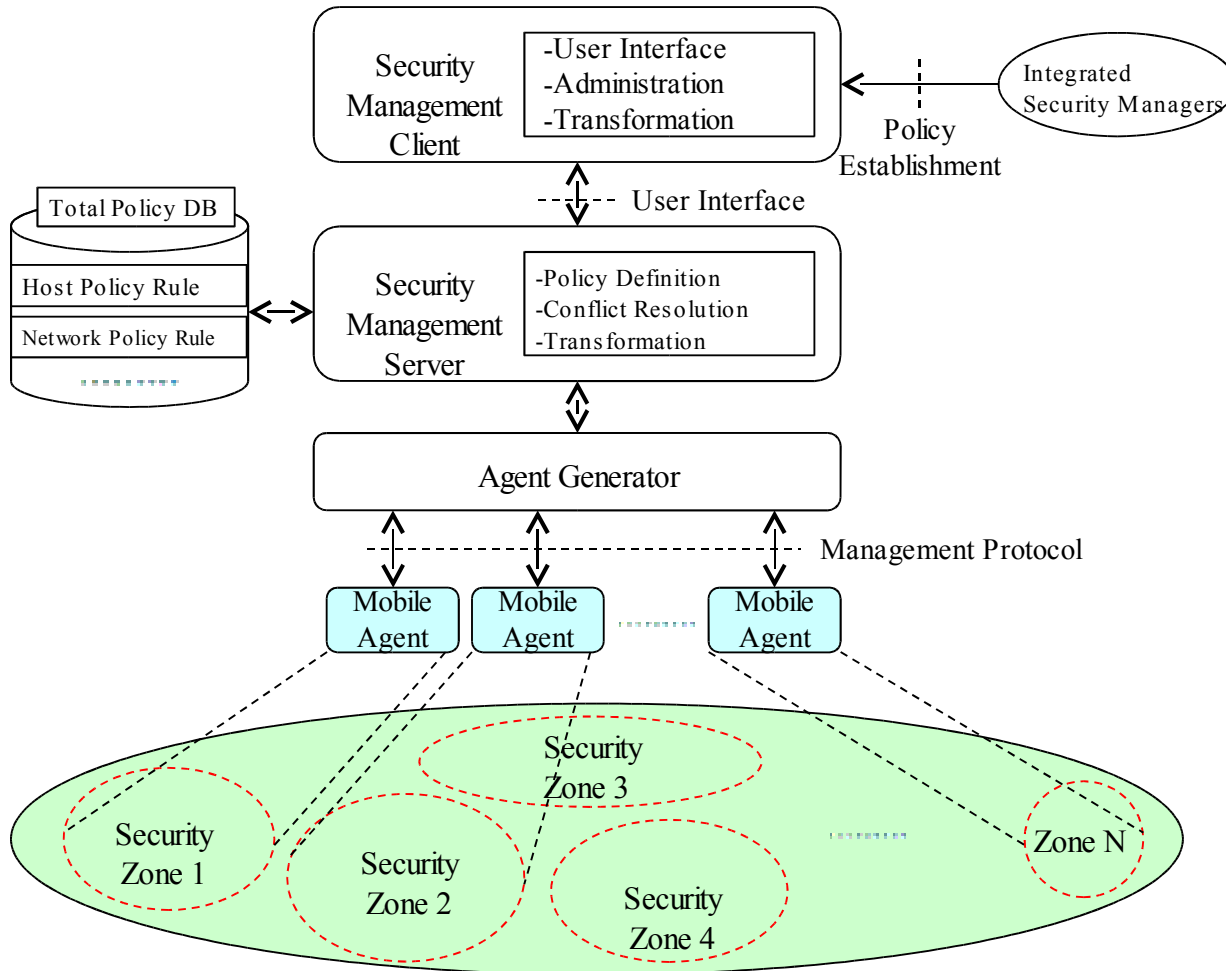 Security
Management
Client
-User Interface
-Administration
-Transformation
Integrated
Security Managers
Policy
Establishment
User Interface
Total Policy DB
Host Policy Rule
Network Policy Rule
Security
Management
Server
-Policy Definition
-Conflict Resolution
-Transformation
Agent Generator
Management Protocol
Mobile
Agent
Mobile
Agent
Mobile
Agent
Security
Zone 1
Security
Zone 2
Security
Zone 3
Security
Zone 4
Zone N